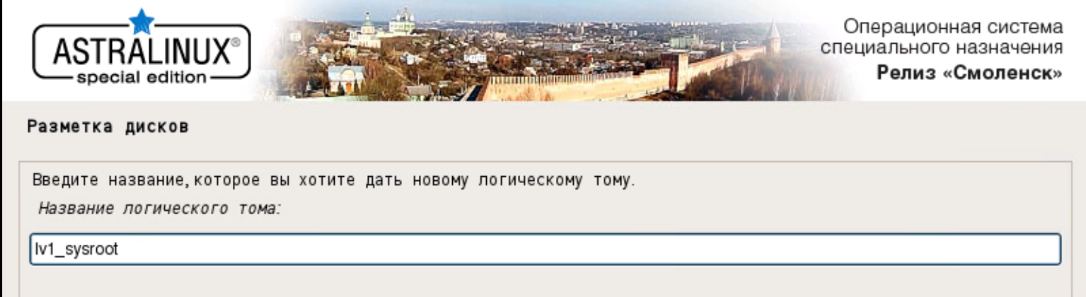 ASTRALINUX®
special edition
Операционная система
специального назначения
Релиз «Смоленск»
Разметка дисков
Введите название, которое вы хотите дать новому логическому тому.
Название логического тома:
lv1_sysroot